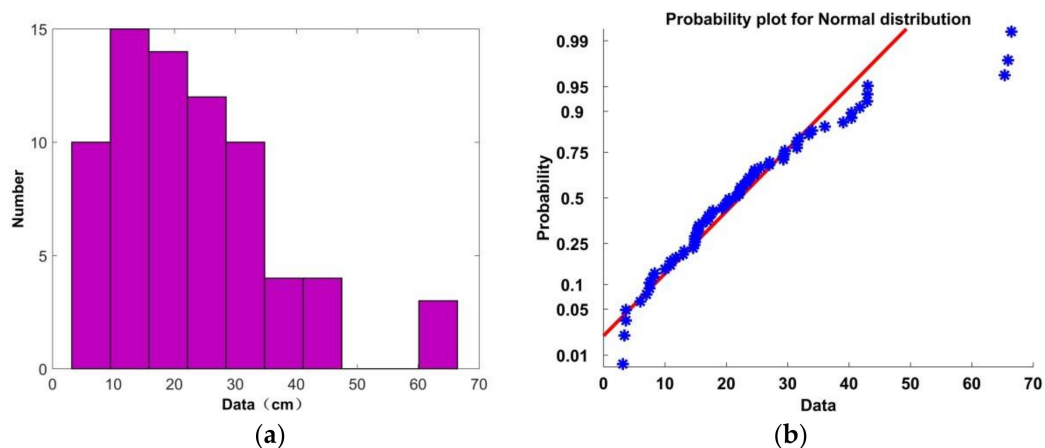 15
10
5
0
Number
0 10 20 30 40 50 60 70
Data（cm）
(a)
Probability plot for Normal distribution
0.99
0.95
0.9
0.75
0.5
0.25
0.1
0.05
0.01
Probability
0 10 20 30 40 50 60 70
Data
(b)